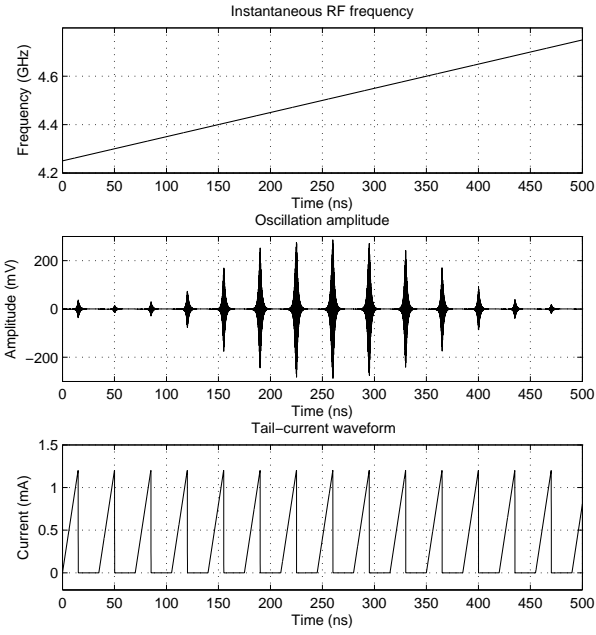 Instantaneous RF frequency
4.6
4.4
4.2
Frequency (GHz)
0 50 100 150 200 250 300 350 400 450 500
Time (ns)
Oscillation amplitude
200
0
−200
Amplitude (mV)
0 50 100 150 200 250 300 350 400 450 500
Time (ns)
Tail−current waveform
1.5
1
0.5
0
Current (mA)
0 50 100 150 200 250 300 350 400 450 500
Time (ns)